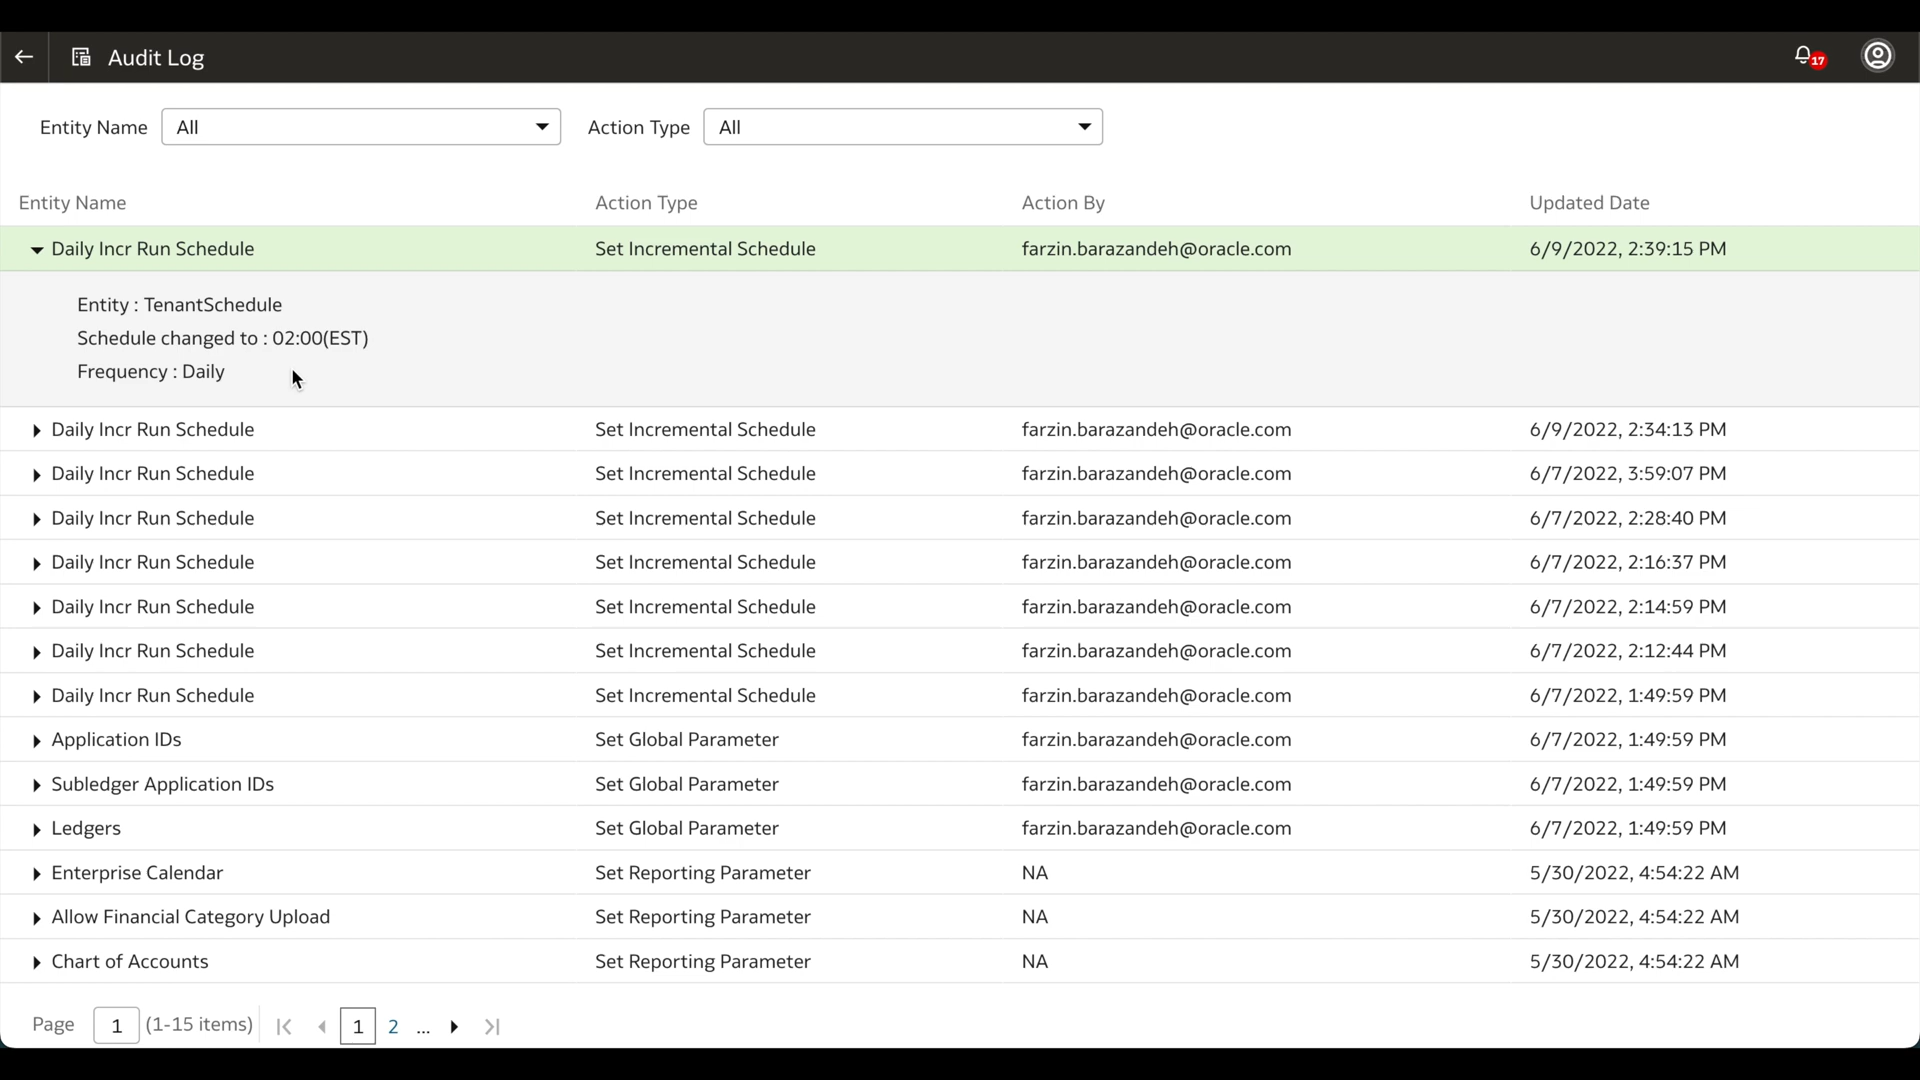 Audit Log 17
Entity Name All Action Type All
Entity Name Action Type Action By Updated Date
Daily Incr Run Schedule Set Incremental Schedule farzin.barazandeh@oracle.com 6/9/2022, 2:39:15 PM
Entity : TenantSchedule
Schedule changed to : 02:00(EST)
Frequency : Daily
Daily Incr Run Schedule Set Incremental Schedule farzin.barazandeh@oracle.com 6/9/2022, 2:34:13 PM
Daily Incr Run Schedule Set Incremental Schedule farzin.barazandeh@oracle.com 6/7/2022, 3:59:07 PM
Daily Incr Run Schedule Set Incremental Schedule farzin.barazandeh@oracle.com 6/7/2022, 2:28:40 PM
Daily Incr Run Schedule Set Incremental Schedule farzin.barazandeh@oracle.com 6/7/2022, 2:16:37 PM
Daily Incr Run Schedule Set Incremental Schedule farzin.barazandeh@oracle.com 6/7/2022, 2:14:59 PM
Daily Incr Run Schedule Set Incremental Schedule farzin.barazandeh@oracle.com 6/7/2022, 2:12:44 PM
Daily Incr Run Schedule Set Incremental Schedule farzin.barazandeh@oracle.com 6/7/2022, 1:49:59 PM
Application IDs Set Global Parameter farzin.barazandeh@oracle.com 6/7/2022, 1:49:59 PM
Subledger Application IDs Set Global Parameter farzin.barazandeh@oracle.com 6/7/2022, 1:49:59 PM
Ledgers Set Global Parameter farzin.barazandeh@oracle.com 6/7/2022, 1:49:59 PM
Enterprise Calendar Set Reporting Parameter NA 5/30/2022, 4:54:22 AM
Allow Financial Category Upload Set Reporting Parameter NA 5/30/2022, 4:54:22 AM
Chart of Accounts Set Reporting Parameter NA 5/30/2022, 4:54:22 AM
Page 1 (1-15 items) 1 2 ...